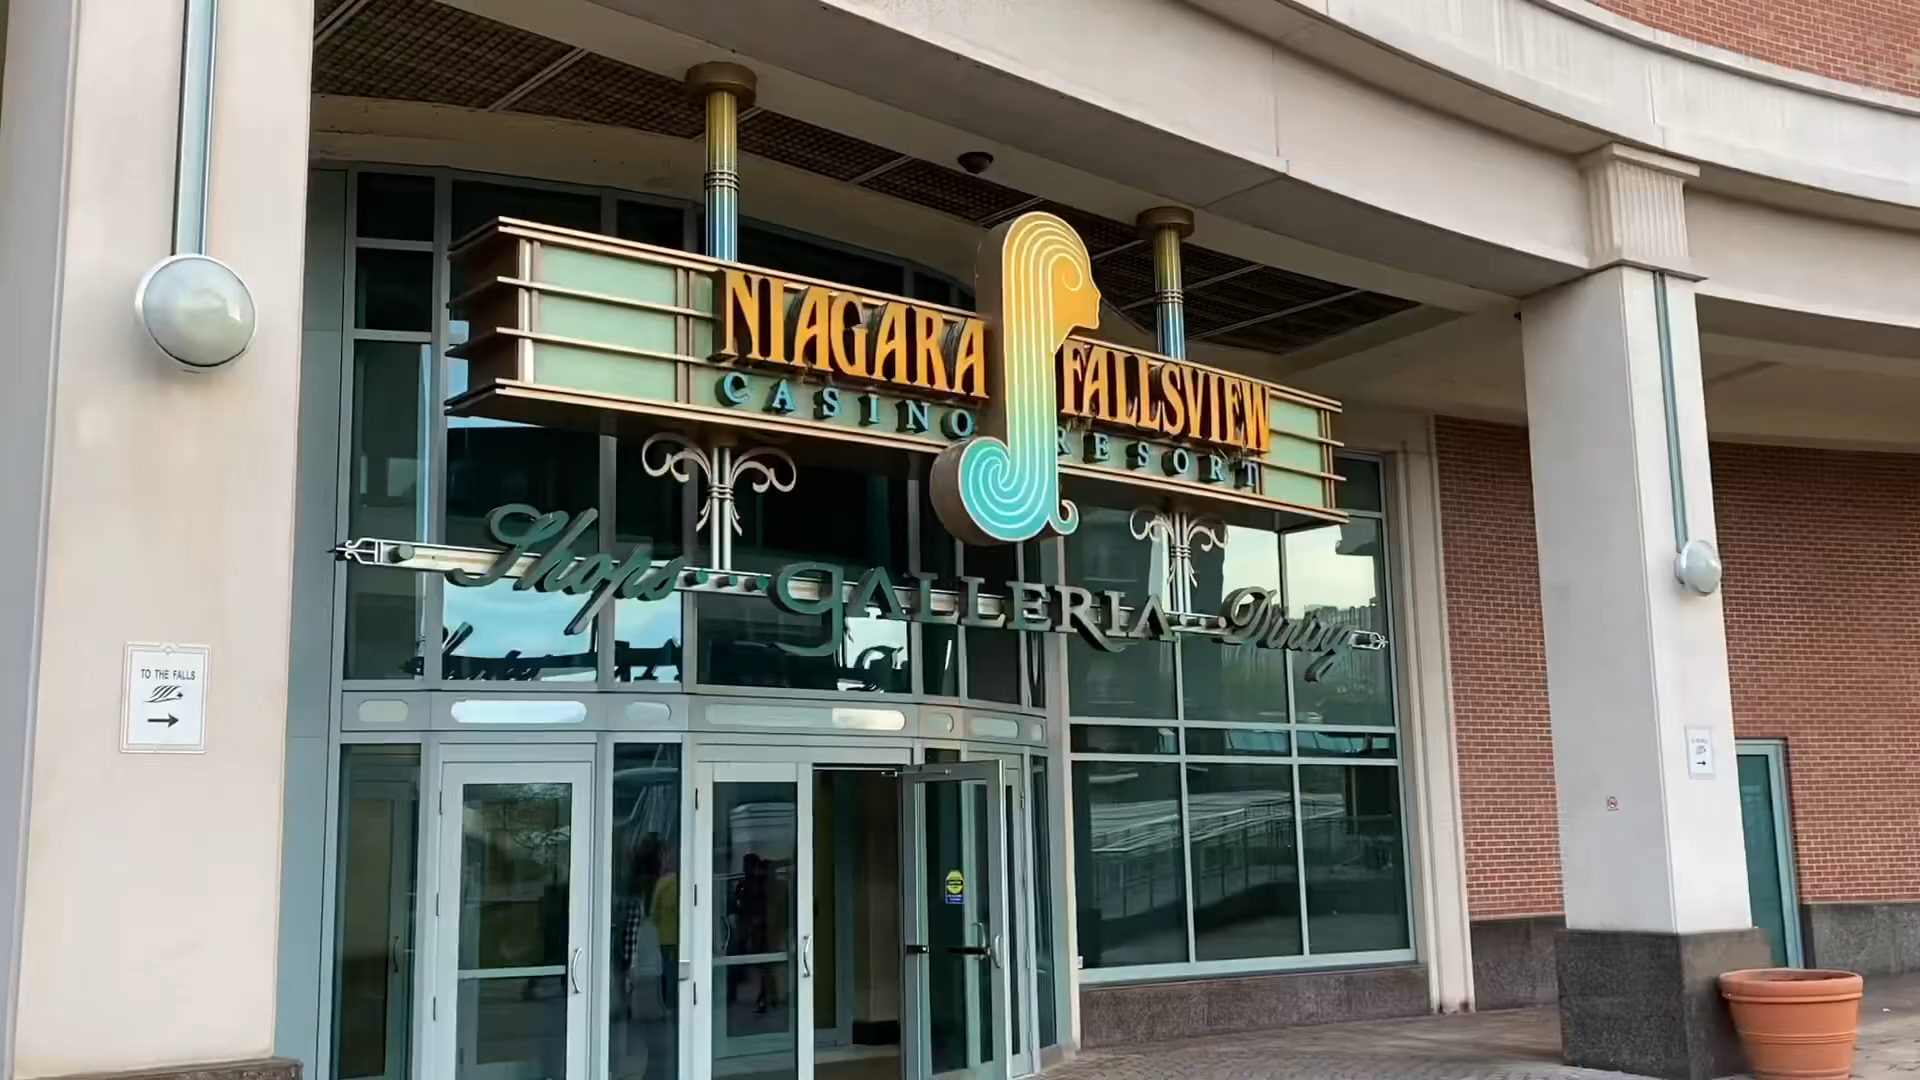 NIAGARA FALLSVIEW
CASINO RESORT
Shops...GALLERIA...Dining
TO THE FALLS